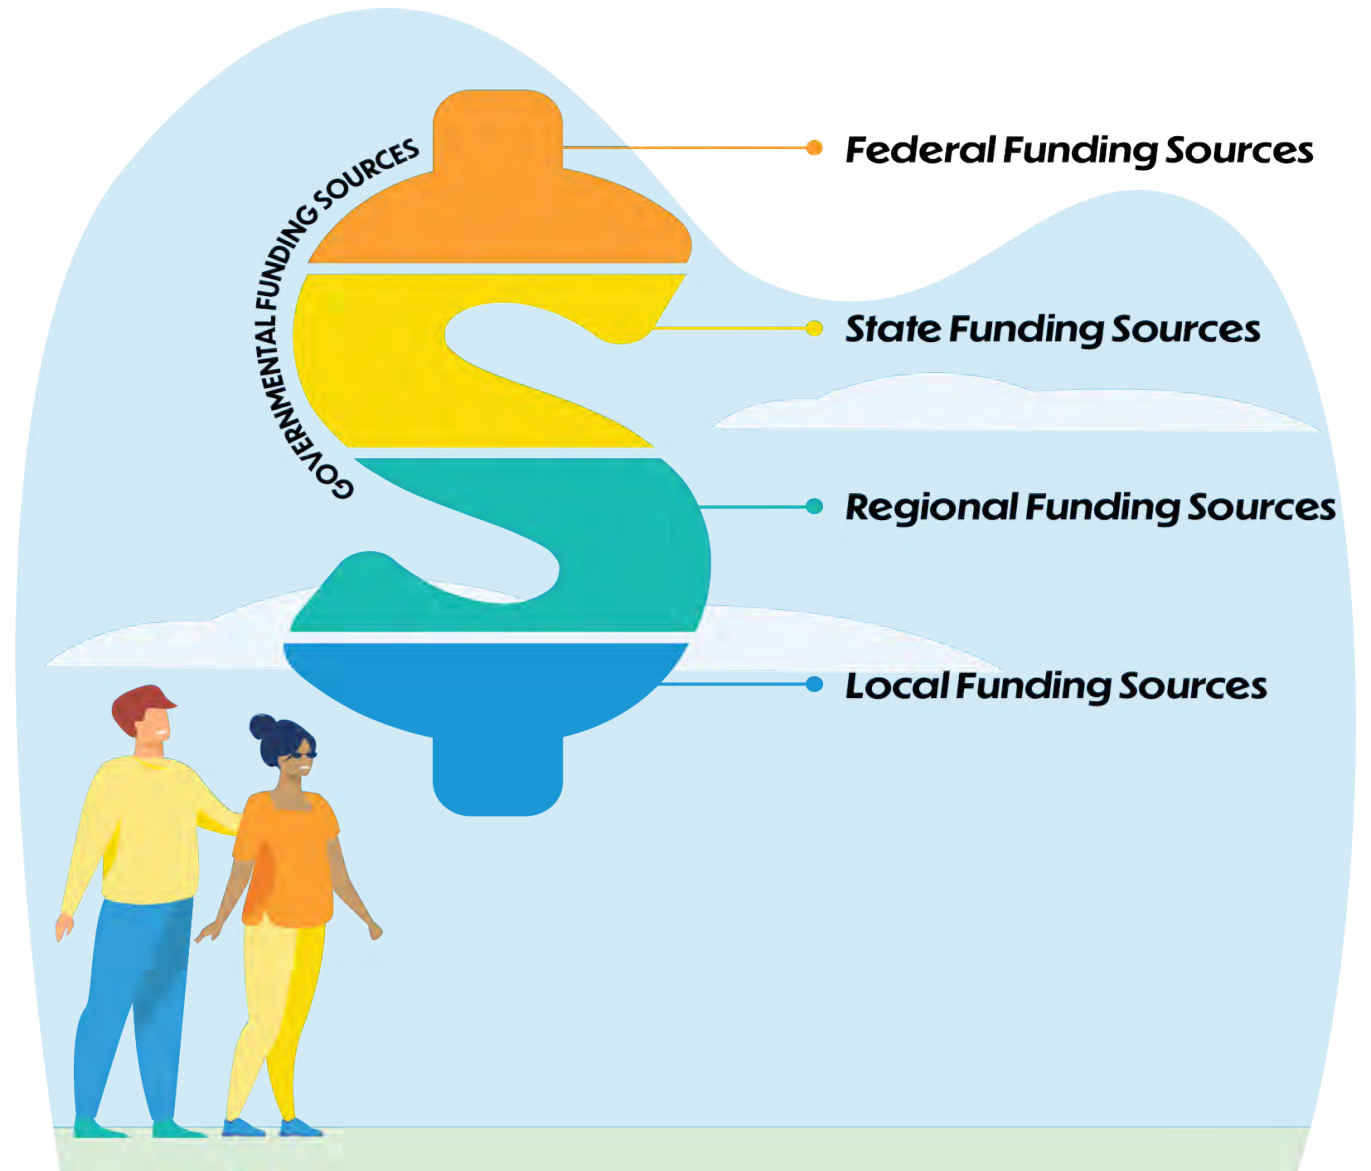 GOVERNMENTAL FUNDING SOURCES
Federal Funding Sources
State Funding Sources
Regional Funding Sources
Local Funding Sources